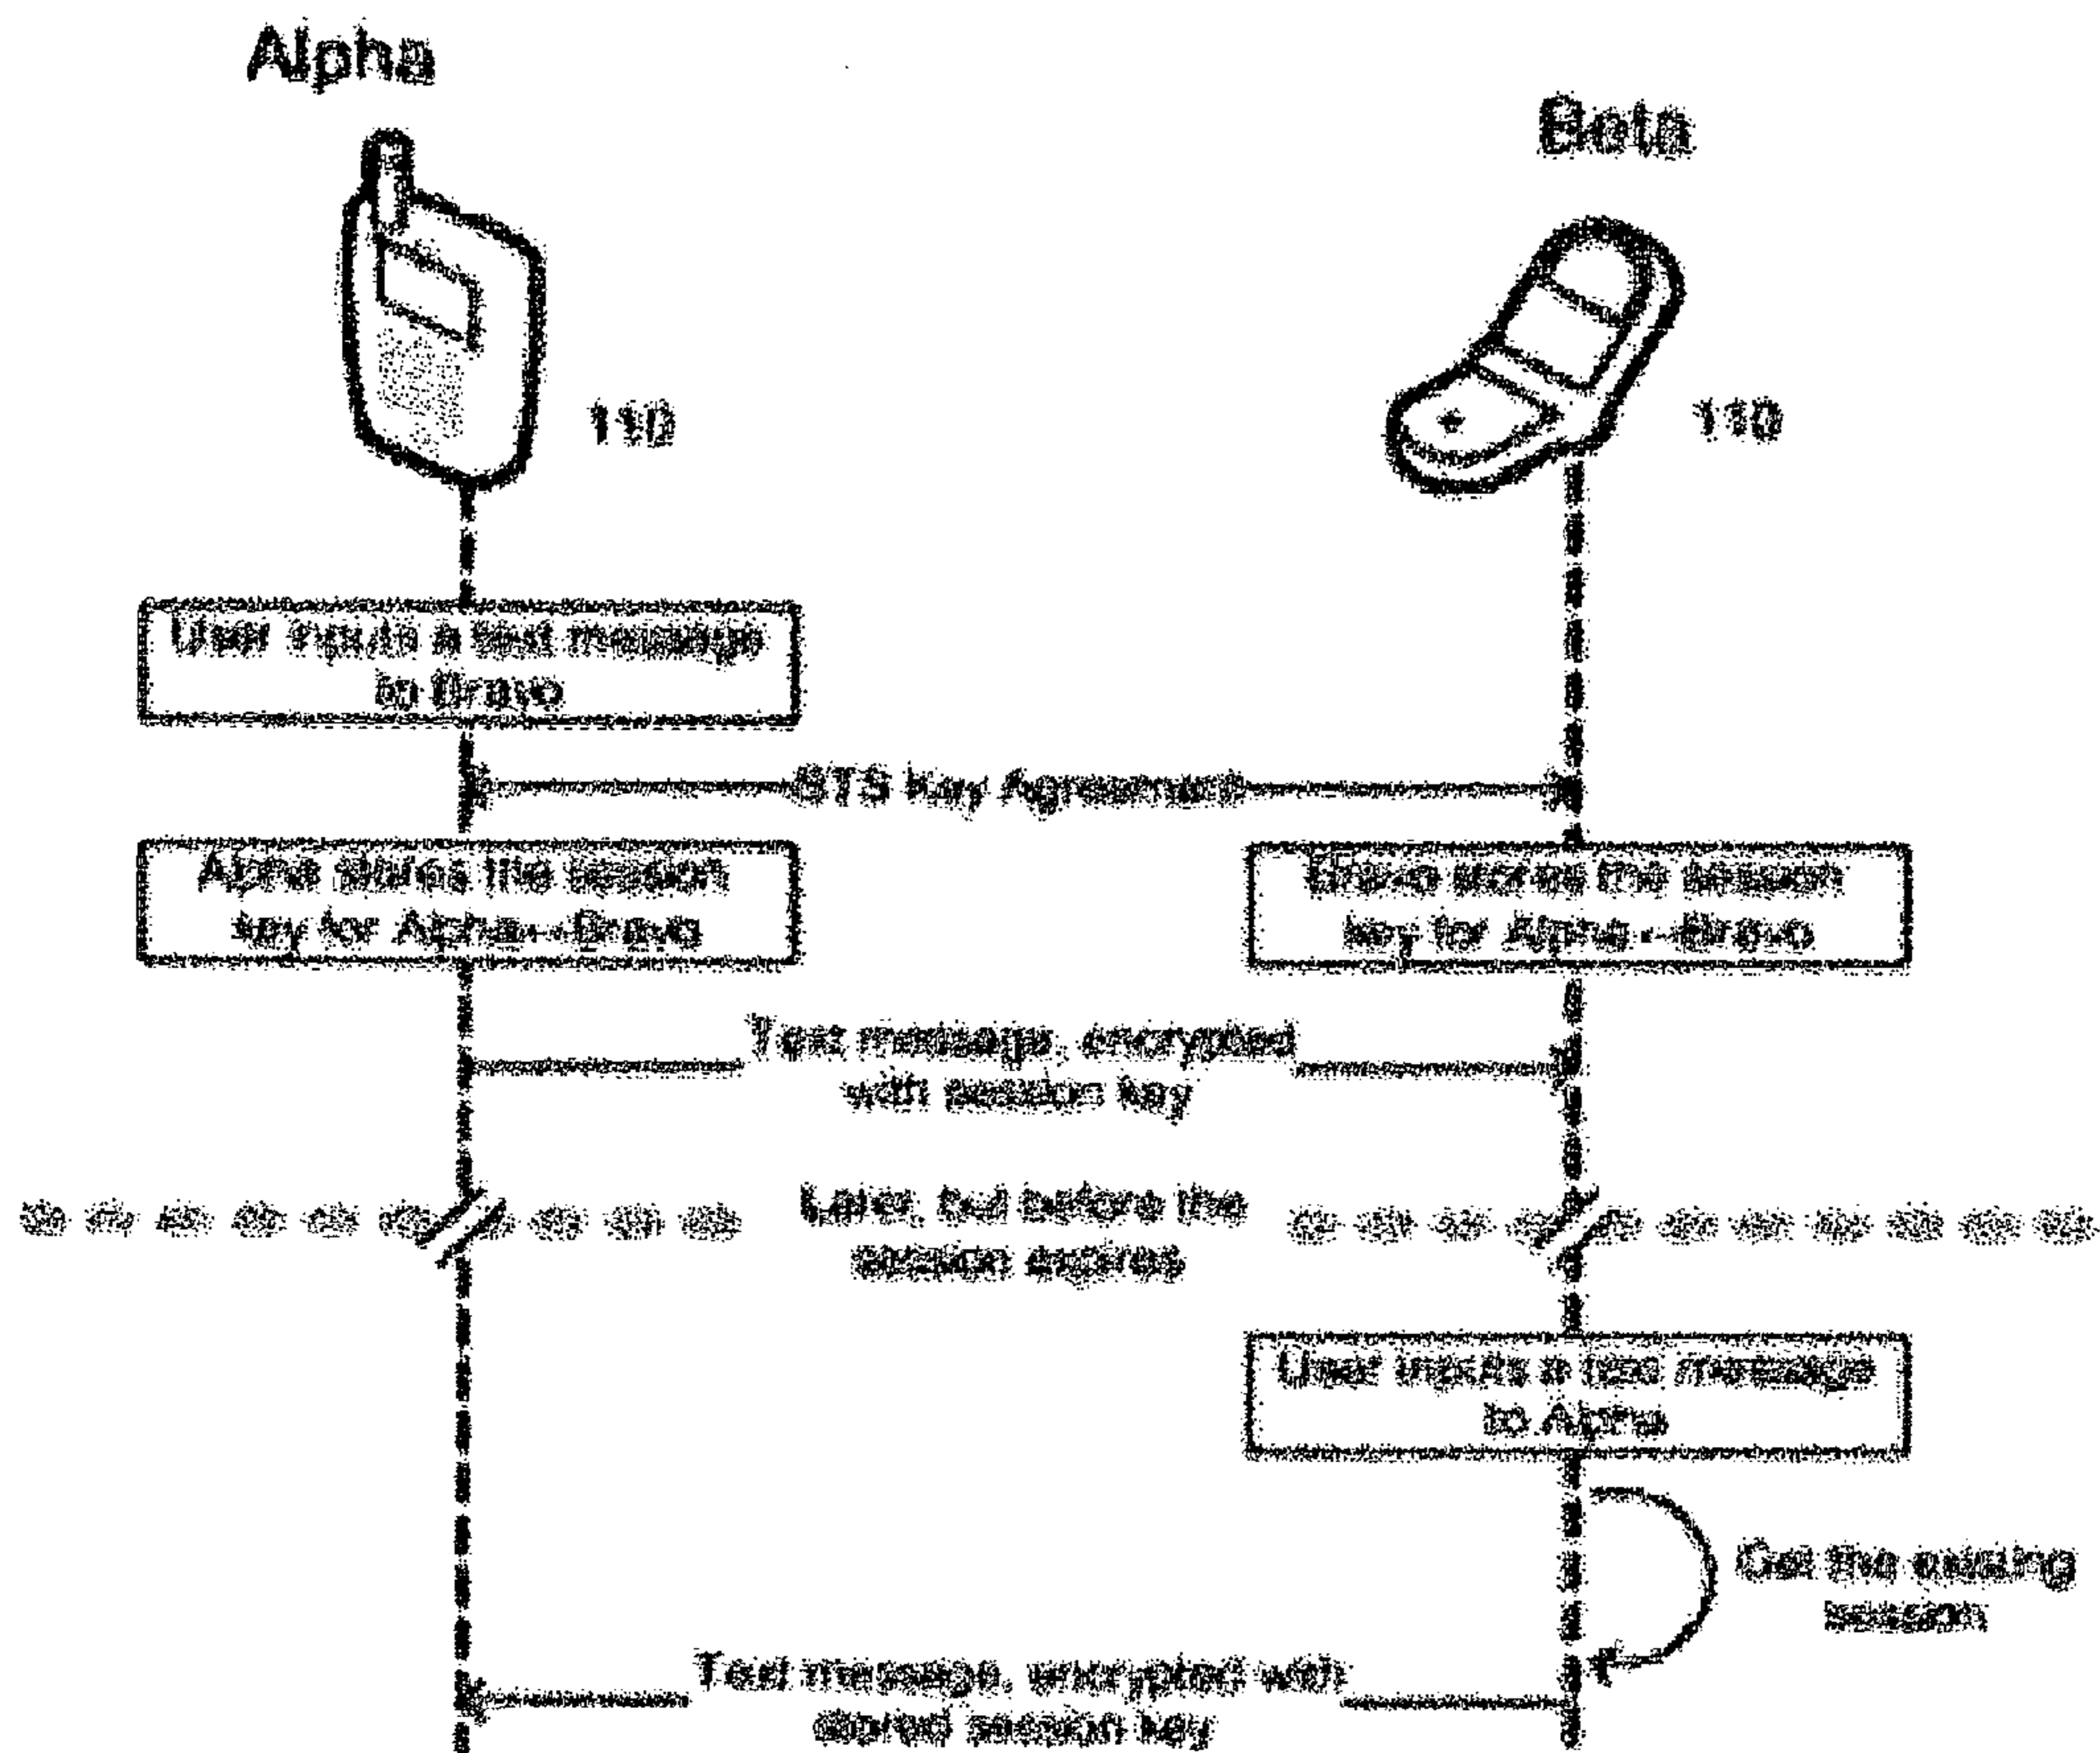 Alpha
Beta
110
110
User inputs a text message
to Bravo
STS Key Agreement
Alpha stores the session
key for Alpha--Bravo
Bravo stores the session
key for Alpha--Bravo
Text message, encrypted
with session key
Later, but before the
session expires
User inputs a text message
to Alpha
Get the existing
session
Text message, encrypted with
stored session key